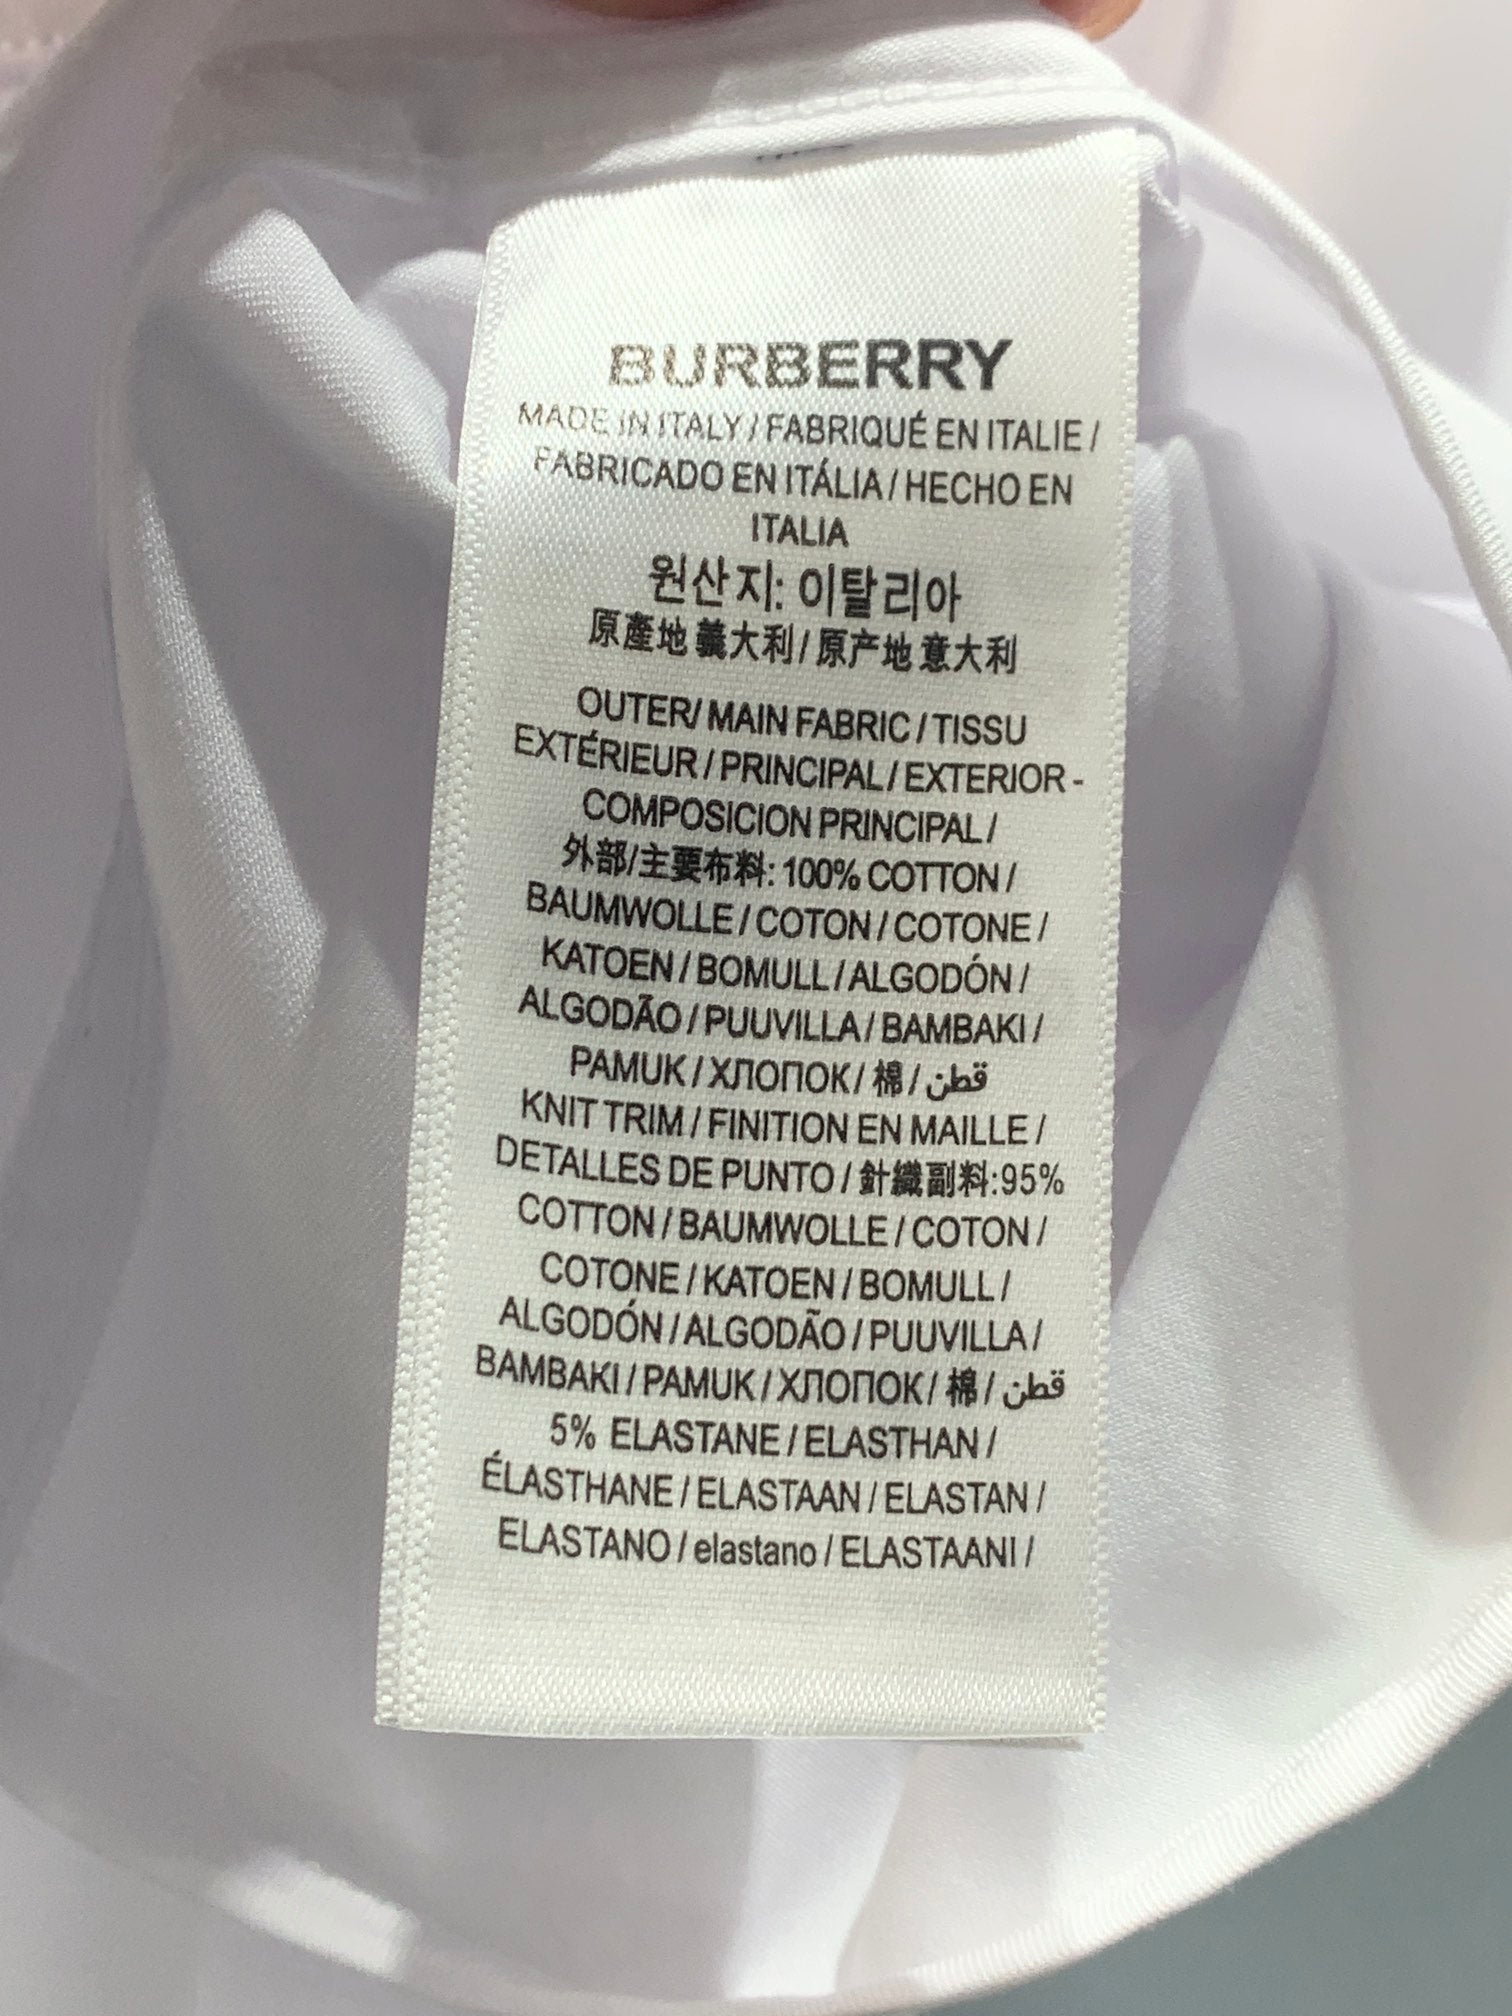 BURBERRY
MADE IN ITALY / FABRIQUÉ EN ITALIE /
FABRICADO EN ITÁLIA / HECHO EN
ITALIA
원산지: 이탈리아
原產地 義大利 / 原产地 意大利
OUTER/ MAIN FABRIC / TISSU
EXTÉRIEUR / PRINCIPAL / EXTERIOR -
COMPOSICION PRINCIPAL /
外部/主要布料: 100% COTTON /
BAUMWOLLE / COTON / COTONE /
KATOEN / BOMULL / ALGODÓN /
ALGODÃO / PUUVILLA / BAMBAKI /
PAMUK / ХЛОПОК / 棉 / قطن
KNIT TRIM / FINITION EN MAILLE /
DETALLES DE PUNTO / 針織副料:95%
COTTON / BAUMWOLLE / COTON /
COTONE / KATOEN / BOMULL /
ALGODÓN / ALGODÃO / PUUVILLA /
BAMBAKI / PAMUK / ХЛОПОК / 棉 / قطن
5% ELASTANE / ELASTHAN /
ÉLASTHANE / ELASTAAN / ELASTAN /
ELASTANO / elastano / ELASTAANI /